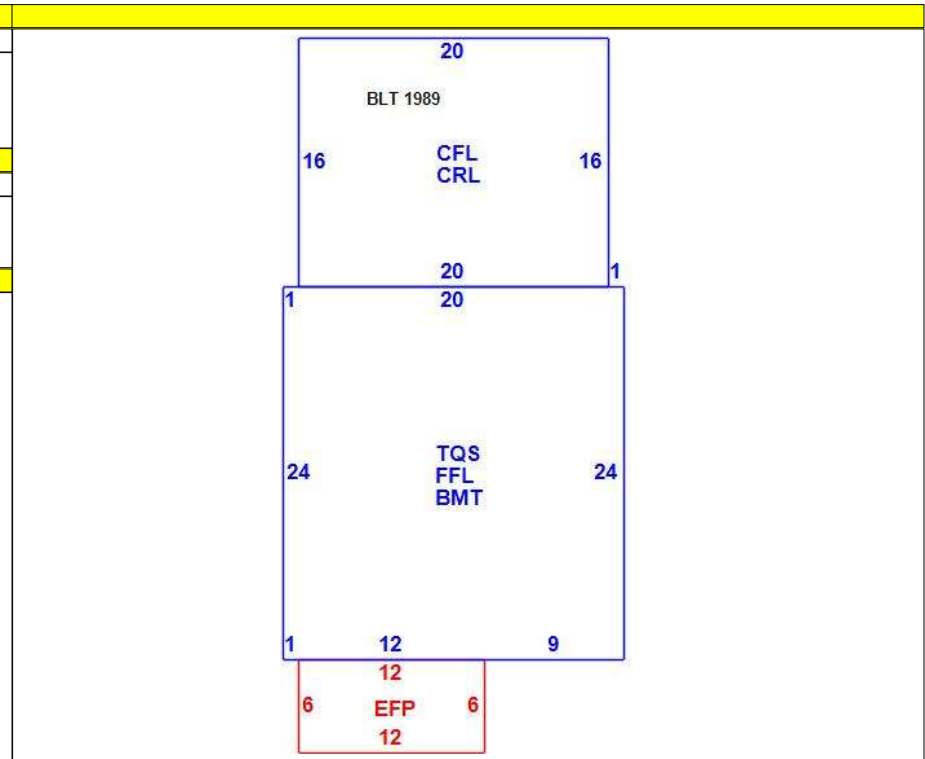 20
BLT 1989
16 CFL 16
CRL
20 1
1 20
TQS
24 FFL 24
BMT
1 12 9
12
6 EFP 6
12